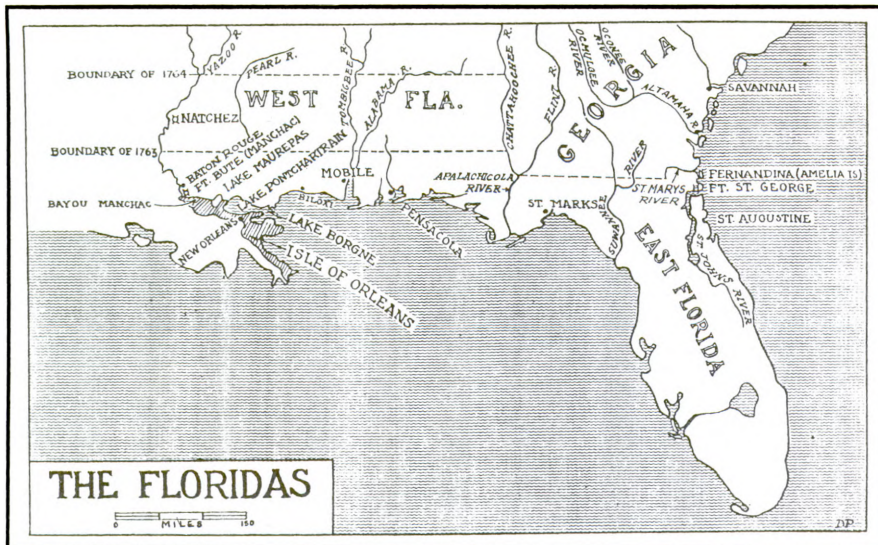 BOUNDARY OF 1764
YAZOO R.
PEARL R.
TOMBIGBEE R.
ALABAMA R.
CHATTAHOOCHEE R.
FLINT R.
OCMULGEE RIVER
OCONEE RIVER
GEORGIA
ALTAMAHA R.
SAVANNAH
WEST FLA.
NATCHEZ
BOUNDARY OF 1763
BATON ROUGE
FT. BUTE (MANCHAC)
LAKE MAUREPAS
LAKE PONTCHARTRAIN
MOBILE
APALACHICOLA RIVER
ST MARYS RIVER
RIVER
FERNANDINA (AMELIA IS)
FT. ST. GEORGE
BAYOU MANCHAC
BILOXI
ST. MARKS
ST. AUGUSTINE
NEW ORLEANS
LAKE BORGNE
ISLE OF ORLEANS
PENSACOLA
SUWANNEE
ST. JOHNS RIVER
EAST FLORIDA
THE FLORIDAS
0 MILES 150
D.P.